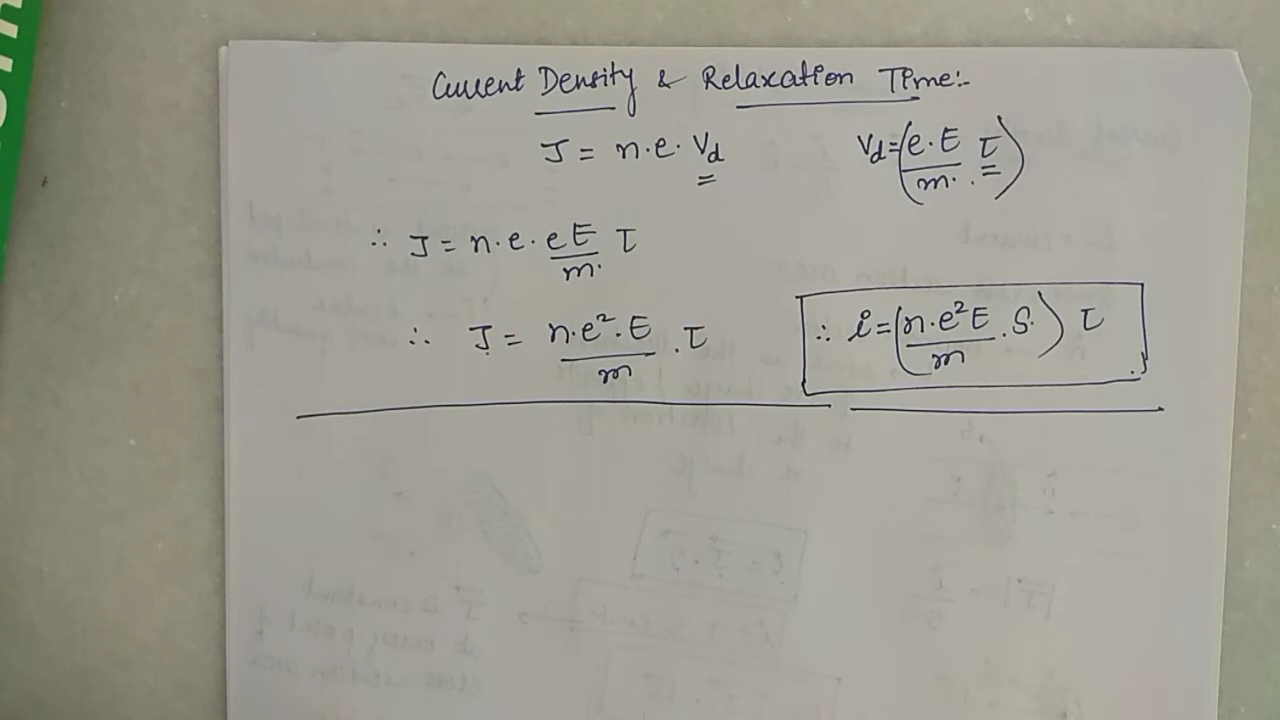 Current Density & Relaxation Time:-
J = n.e. Vd    Vd = (e.E/m. . τ)
∴ J = n.e. eE/m. τ
∴ J = n.e².E/m . τ    ∴ i = (n.e²E/m . S.) τ